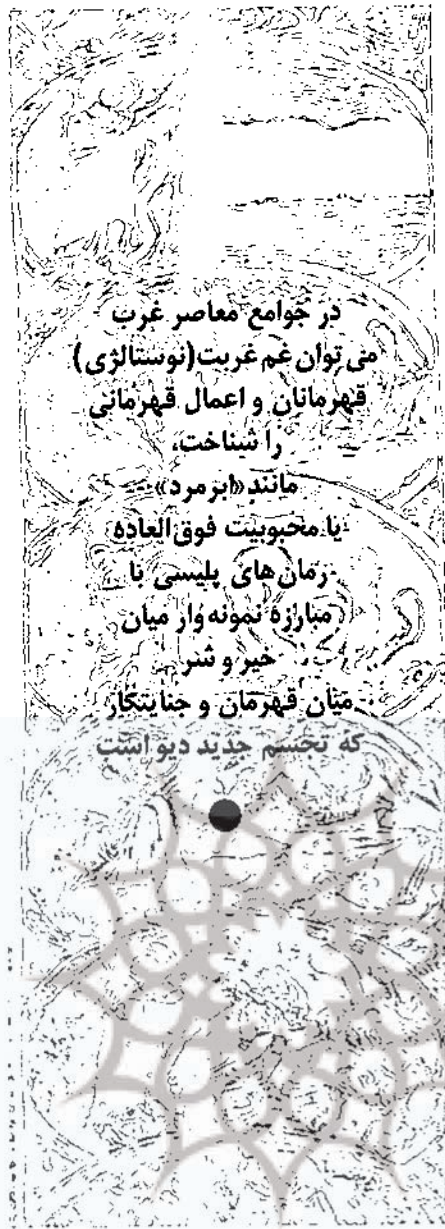 در جوامع معاصر غرب
می‌توان غم غربت(نوستالژی)
قهرمانان و اعمال قهرمانی
را شناخت،
مانند«ابرمرد»
یا محبوبیت فوق‌العاده
رمان‌های پلیسی با
مبارزهٔ نمونه‌وار میان
خیر و شر
میان قهرمان و جنایتکار
که تجسم جدید دیو است